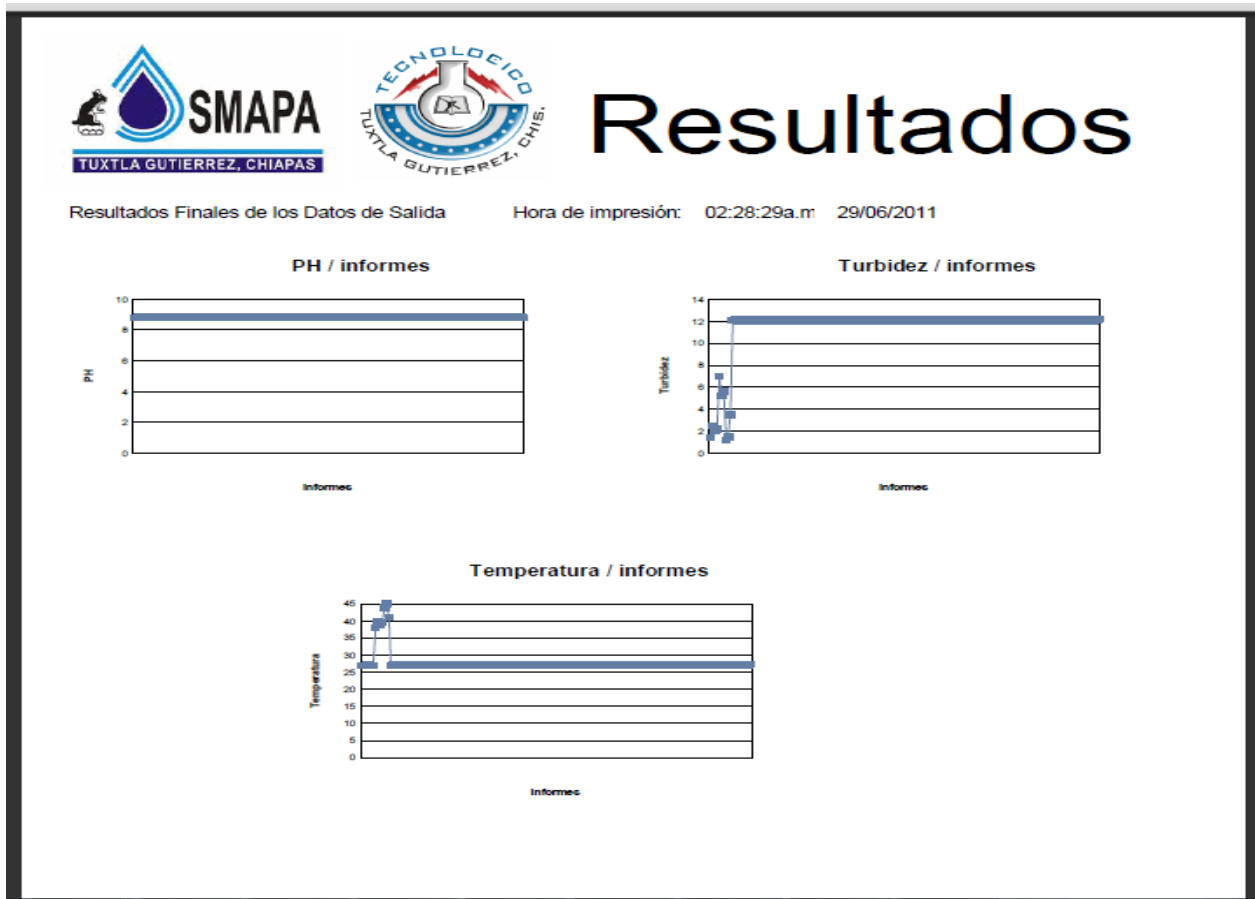 SMAPA
TUXTLA GUTIERREZ, CHIAPAS
TECNOLOGICO
TUXTLA GUTIERREZ, CHIS.
Resultados
Resultados Finales de los Datos de Salida Hora de impresión: 02:28:29a.m 29/06/2011
PH / informes
10
8
6
4
2
0
PH
Informes
Turbidez / informes
14
12
10
8
6
4
2
0
Turbidez
Informes
Temperatura / informes
45
40
35
30
25
20
15
10
5
0
Temperatura
Informes